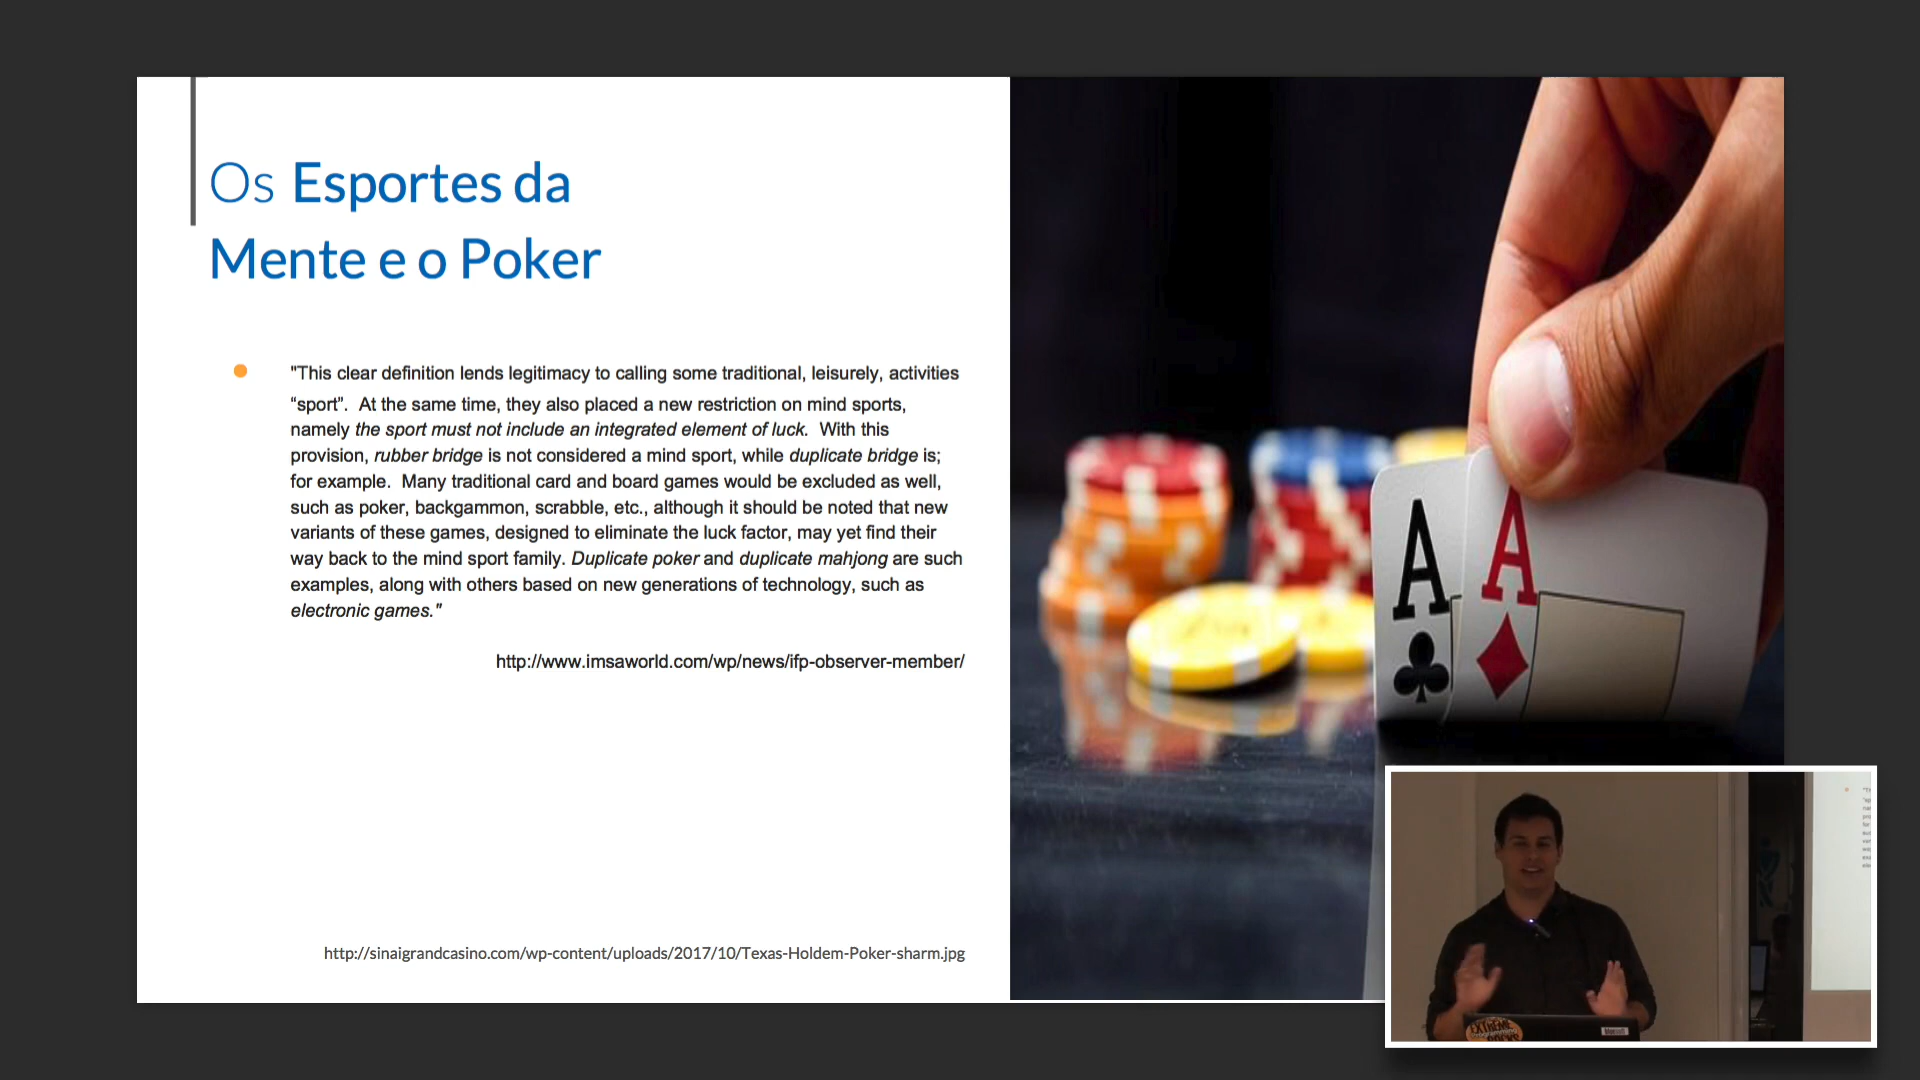 Os Esportes da
Mente e o Poker
"This clear definition lends legitimacy to calling some traditional, leisurely, activities
“sport”.  At the same time, they also placed a new restriction on mind sports,
namely the sport must not include an integrated element of luck.  With this
provision, rubber bridge is not considered a mind sport, while duplicate bridge is;
for example.  Many traditional card and board games would be excluded as well,
such as poker, backgammon, scrabble, etc., although it should be noted that new
variants of these games, designed to eliminate the luck factor, may yet find their
way back to the mind sport family. Duplicate poker and duplicate mahjong are such
examples, along with others based on new generations of technology, such as
electronic games."
http://www.imsaworld.com/wp/news/ifp-observer-member/
http://sinaigrandcasino.com/wp-content/uploads/2017/10/Texas-Holdem-Poker-sharm.jpg
A A
EXTREME